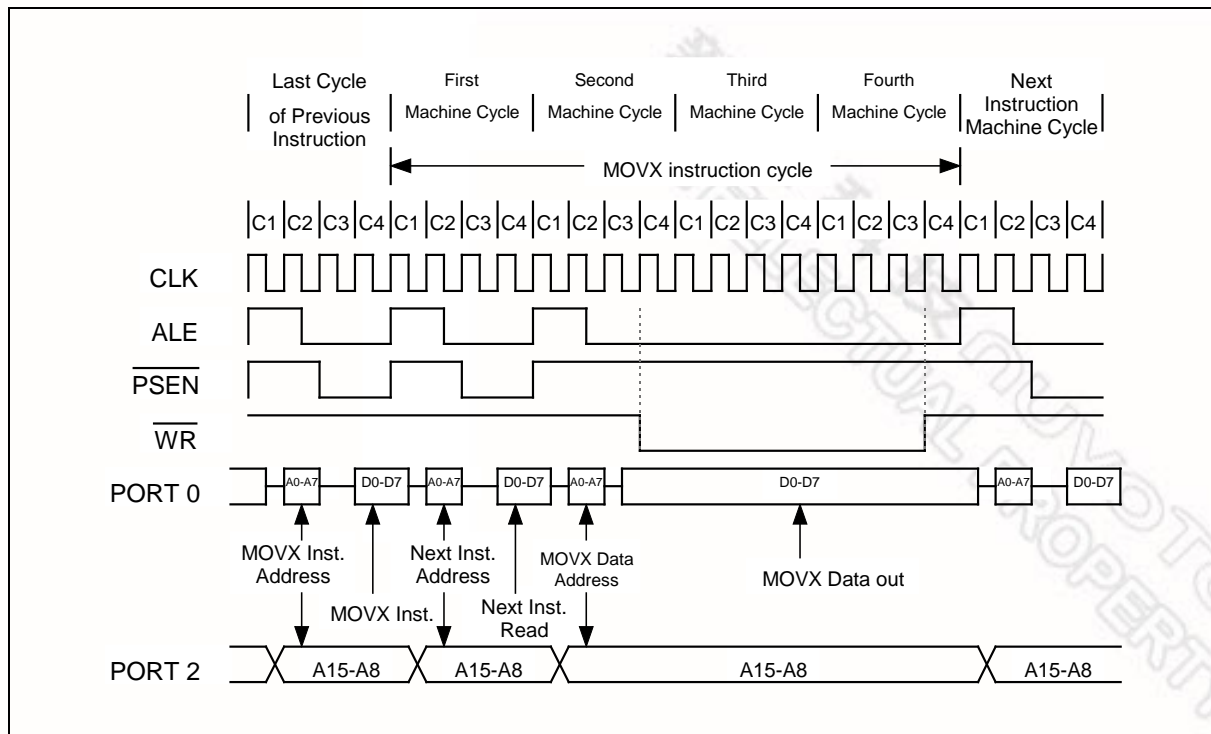 Last Cycle
of Previous
Instruction
First
Machine Cycle
Second
Machine Cycle
Third
Machine Cycle
Fourth
Machine Cycle
Next
Instruction
Machine Cycle
MOVX instruction cycle
C1 C2 C3 C4 C1 C2 C3 C4 C1 C2 C3 C4 C1 C2 C3 C4 C1 C2 C3 C4 C1 C2 C3 C4
CLK
ALE
PSEN
WR
PORT 0
A0-A7 D0-D7 A0-A7 D0-D7 A0-A7 D0-D7 A0-A7 D0-D7
MOVX Inst.
Address
MOVX Inst.
Next Inst.
Address
Next Inst.
Read
MOVX Data
Address
MOVX Data out
PORT 2
A15-A8 A15-A8 A15-A8 A15-A8
NUVOTO
PROPERTY